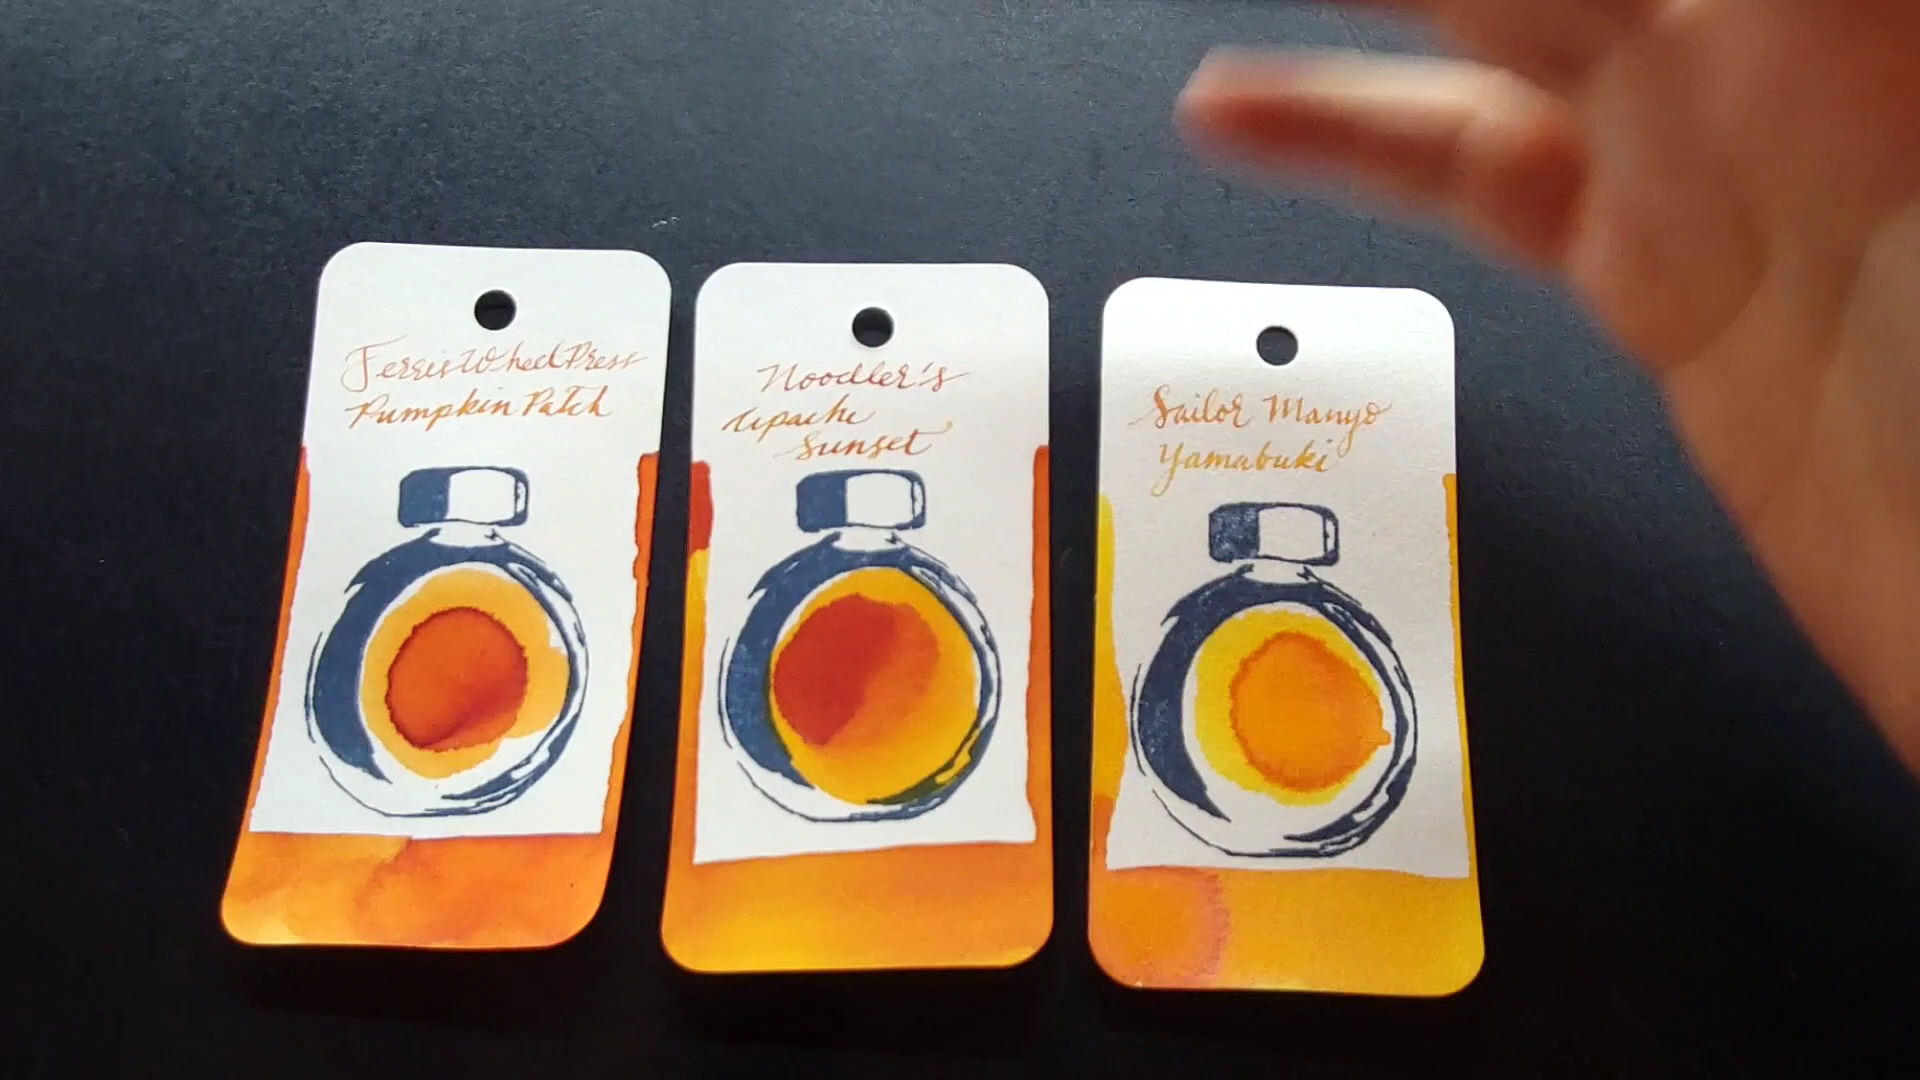 Ferris Wheel Press
Pumpkin Patch
Noodler's
Apache
Sunset
Sailor Manyo
Yamabuki